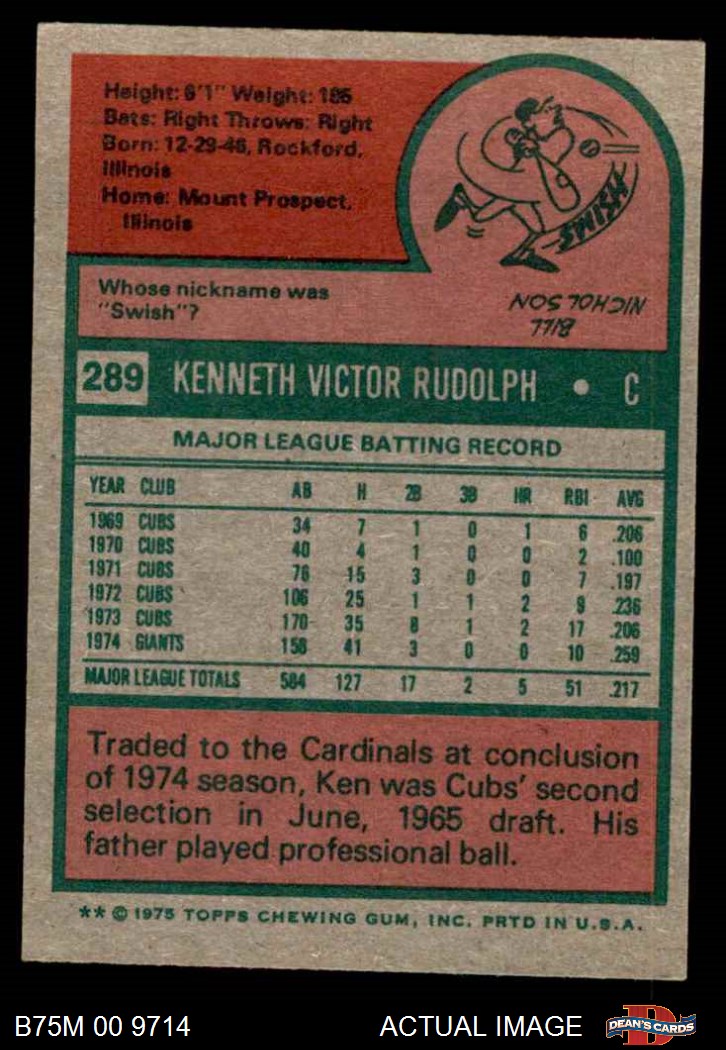 Height: 6'1" Weight: 185
Bats: Right Throws: Right
Born: 12-29-46, Rockford,
Illinois
Home: Mount Prospect,
Illinois
SWISH
Whose nickname was
"Swish"?
BILL
NICHOLSON
289 KENNETH VICTOR RUDOLPH • C
MAJOR LEAGUE BATTING RECORD
YEAR CLUB AB H 2B 3B HR RBI AVG
1969 CUBS 34 7 1 0 1 6 .206
1970 CUBS 40 4 1 0 0 2 .100
1971 CUBS 76 15 3 0 0 7 .197
1972 CUBS 106 25 1 1 2 9 .236
1973 CUBS 170 35 8 1 2 17 .206
1974 GIANTS 158 41 3 0 0 10 .259
MAJOR LEAGUE TOTALS 584 127 17 2 5 51 .217
Traded to the Cardinals at conclusion
of 1974 season, Ken was Cubs' second
selection in June, 1965 draft. His
father played professional ball.
** © 1975 TOPPS CHEWING GUM, INC. PRTD IN U.S.A.
B75M 00 9714 ACTUAL IMAGE D DEAN'S CARDS